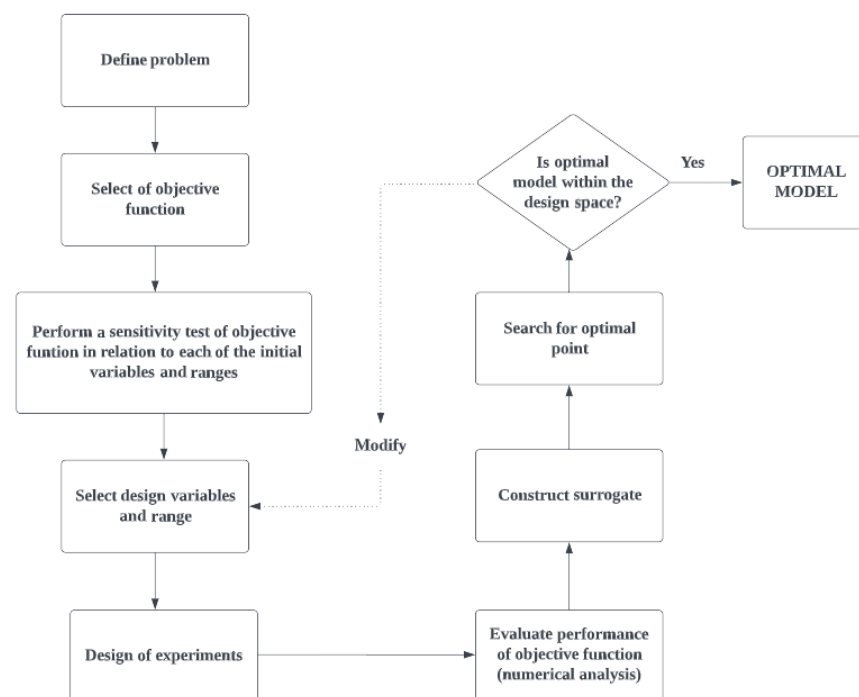 Define problem
Select of objective
function
Perform a sensitivity test of objective
funtion in relation to each of the initial
variables and ranges
Select design variables
and range
Design of experiments
Evaluate performance
of objective function
(numerical analysis)
Construct surrogate
Search for optimal
point
Is optimal
model within the
design space?
Modify
Yes
OPTIMAL
MODEL